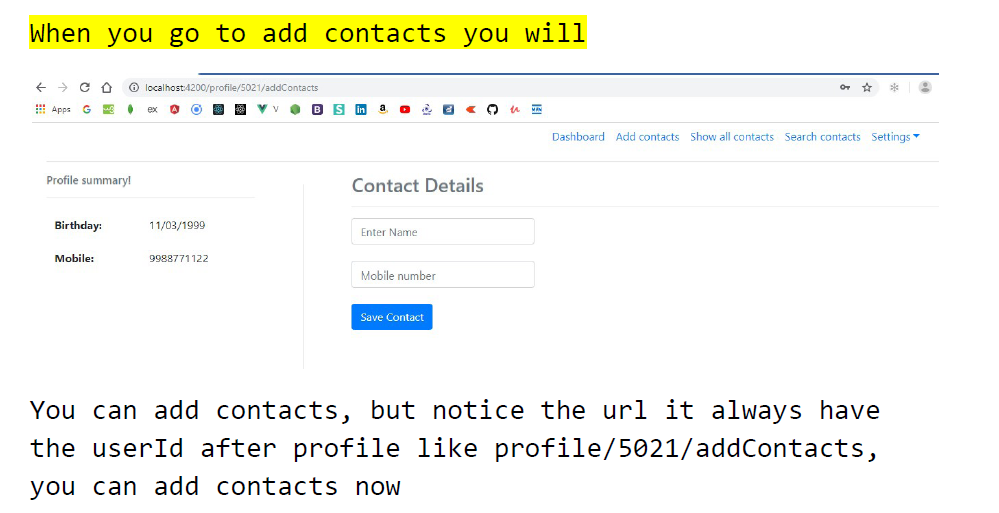 When you go to add contacts you will
localhost:4200/profile/5021/addContacts
Apps G ex V B S in a
Dashboard Add contacts Show all contacts Search contacts Settings
Profile summary!
Birthday: 11/03/1999
Mobile: 9988771122
Contact Details
Enter Name
Mobile number
Save Contact
You can add contacts, but notice the url it always have
the userId after profile like profile/5021/addContacts,
you can add contacts now